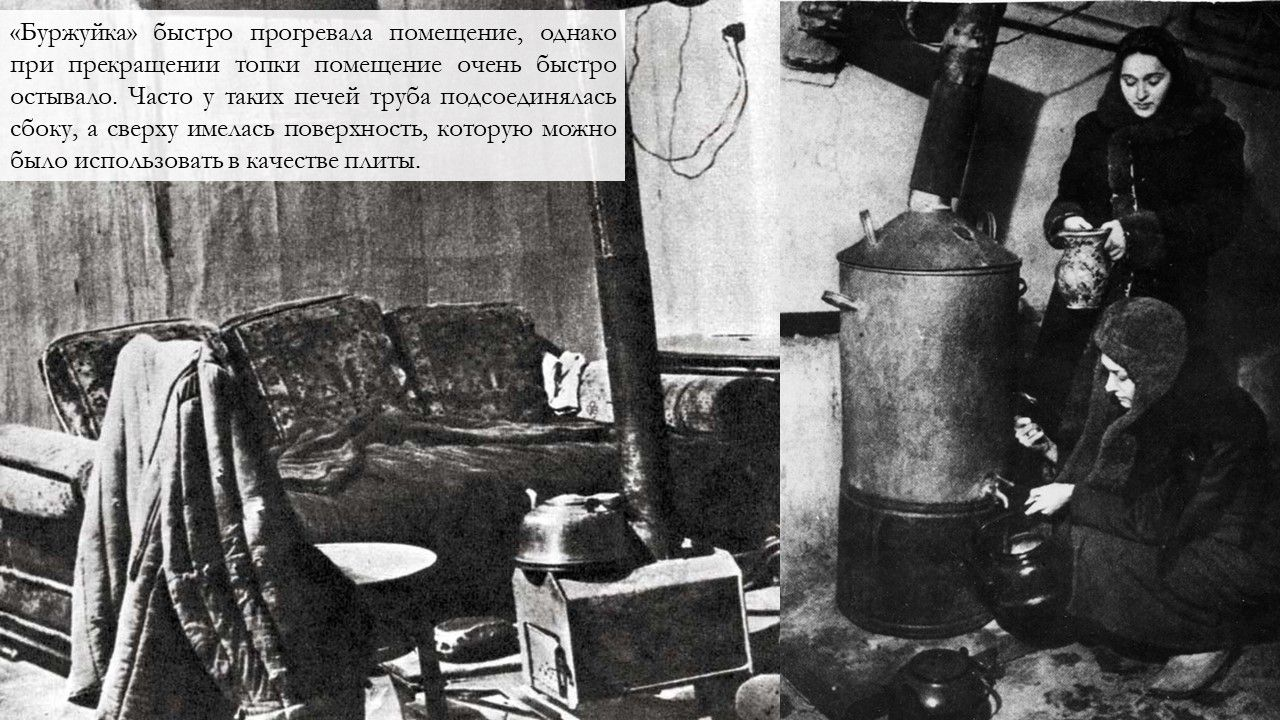 «Буржуйка» быстро прогревала помещение, однако
при прекращении топки помещение очень быстро
остывало. Часто у таких печей труба подсоединялась
сбоку, а сверху имелась поверхность, которую можно
было использовать в качестве плиты.